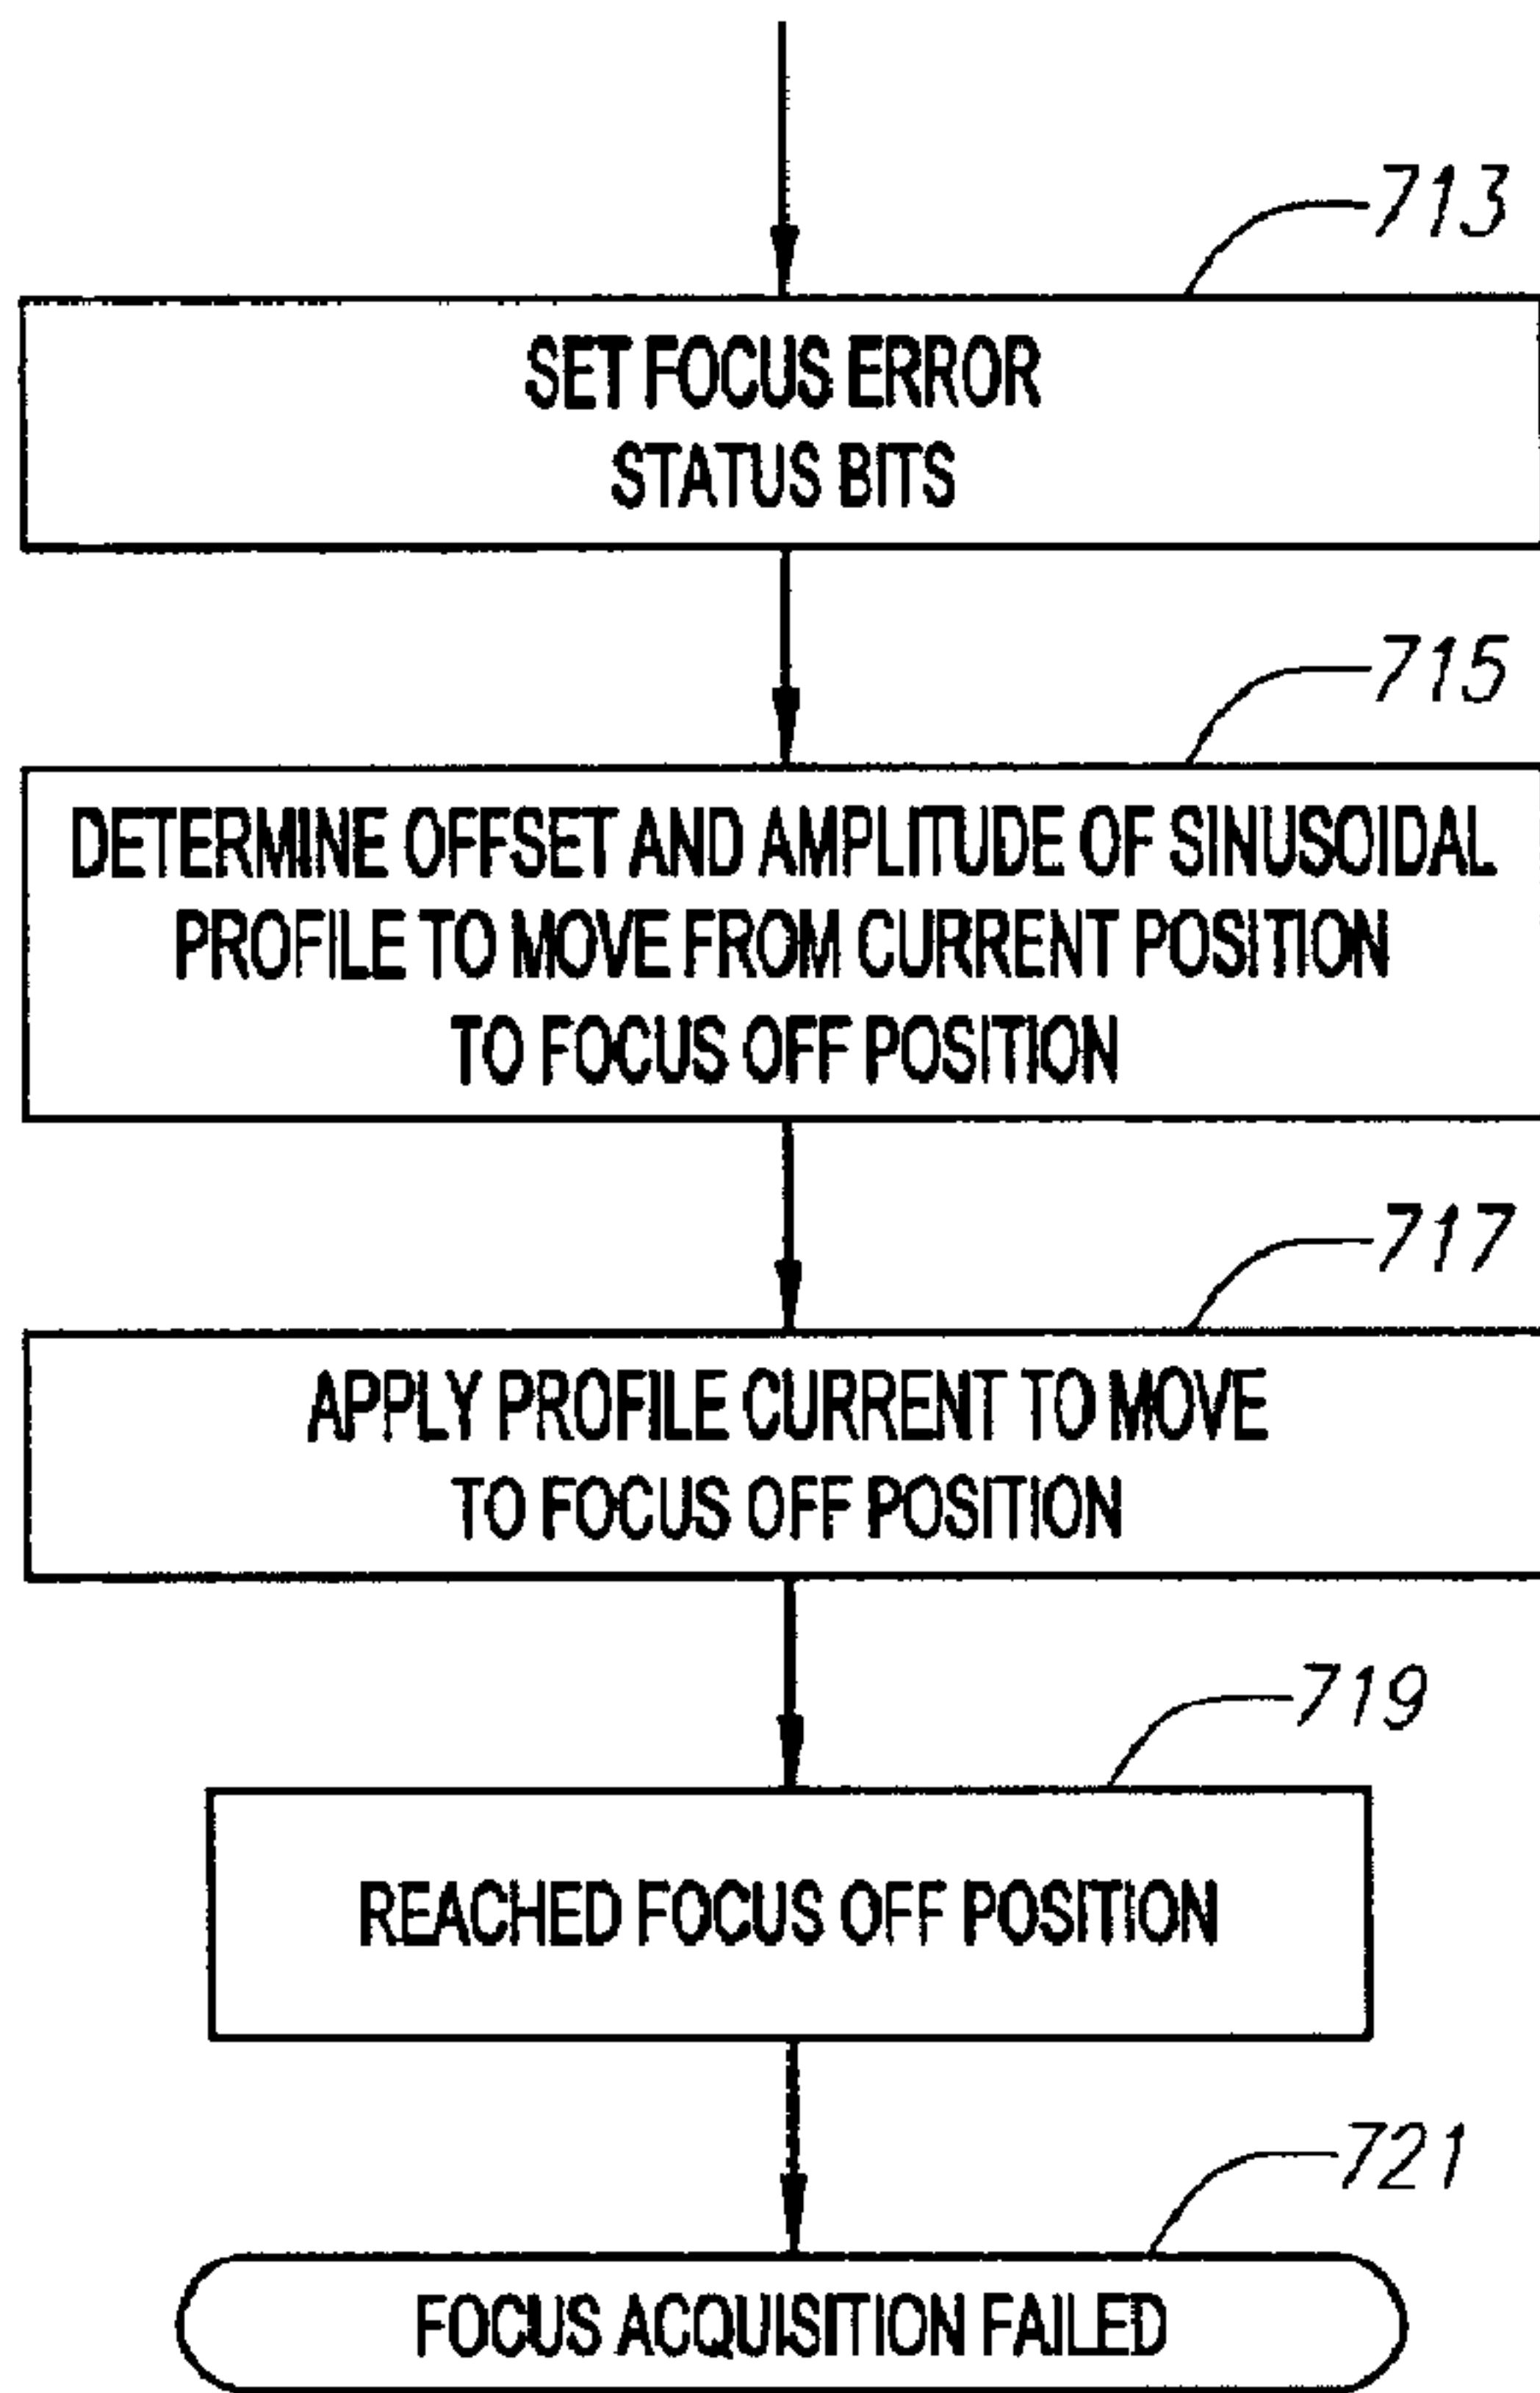 713
SET FOCUS ERROR
STATUS BITS
715
DETERMINE OFFSET AND AMPLITUDE OF SINUSOIDAL
PROFILE TO MOVE FROM CURRENT POSITION
TO FOCUS OFF POSITION
717
APPLY PROFILE CURRENT TO MOVE
TO FOCUS OFF POSITION
719
REACHED FOCUS OFF POSITION
721
FOCUS ACQUISITION FAILED